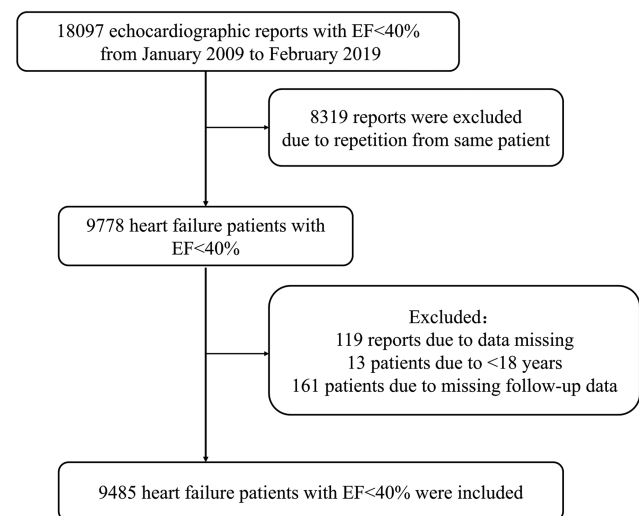 18097 echocardiographic reports with EF<40%
from January 2009 to February 2019
8319 reports were excluded
due to repetition from same patient
9778 heart failure patients with
EF<40%
Excluded：
119 reports due to data missing
13 patients due to <18 years
161 patients due to missing follow-up data
9485 heart failure patients with EF<40% were included